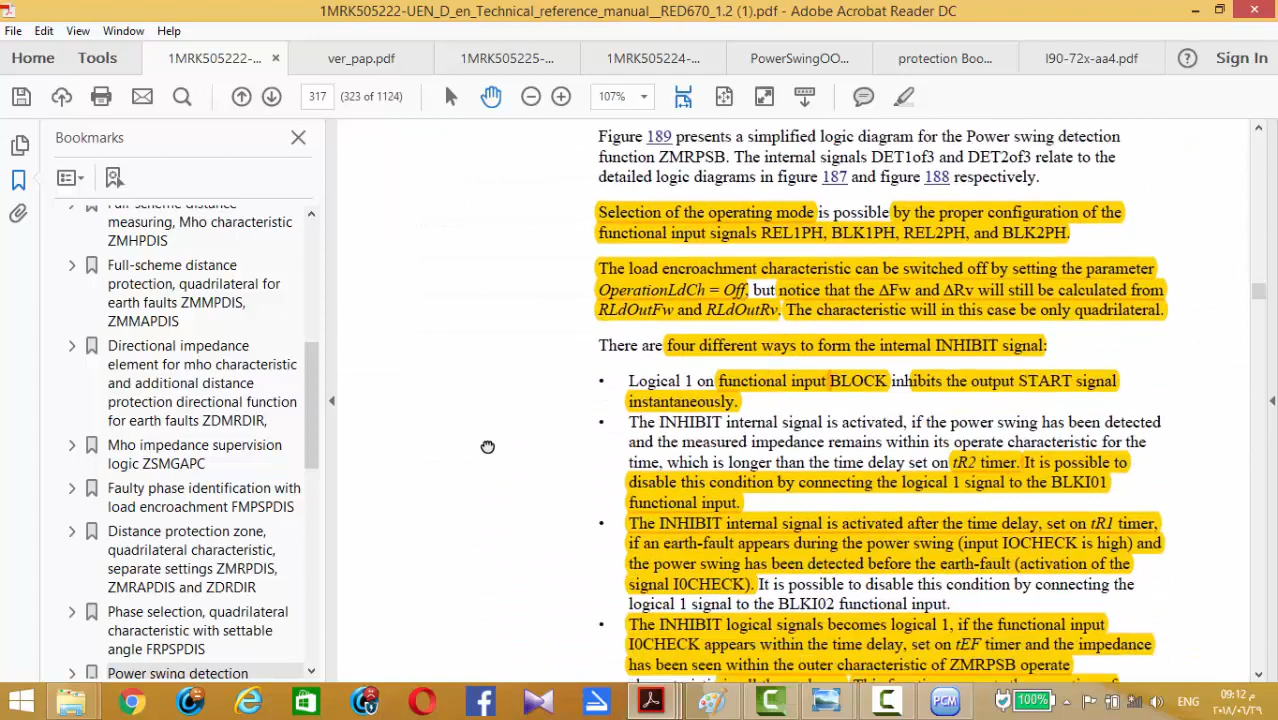 1MRK505222-UEN_D_en_Technical_reference_manual__RED670_1.2 (1).pdf - Adobe Acrobat Reader DC
File Edit View Window Help
Home Tools 1MRK505222-... × ver_pap.pdf 1MRK505225-... 1MRK505224-... PowerSwingOO... protection Boo... I90-72x-aa4.pdf Sign In
317 (323 of 1124) 107%
Bookmarks
measuring, Mho characteristic
ZMHPDIS
Full-scheme distance
protection, quadrilateral for
earth faults ZMMPDIS,
ZMMAPDIS
Directional impedance
element for mho characteristic
and additional distance
protection directional function
for earth faults ZDMRDIR,
Mho impedance supervision
logic ZSMGAPC
Faulty phase identification with
load encroachment FMPSPDIS
Distance protection zone,
quadrilateral characteristic,
separate settings ZMRPDIS,
ZMRAPDIS and ZDRDIR
Phase selection, quadrilateral
characteristic with settable
angle FRPSPDIS
Power swing detection
Figure 189 presents a simplified logic diagram for the Power swing detection
function ZMRPSB. The internal signals DET1of3 and DET2of3 relate to the
detailed logic diagrams in figure 187 and figure 188 respectively.
Selection of the operating mode is possible by the proper configuration of the
functional input signals REL1PH, BLK1PH, REL2PH, and BLK2PH.
The load encroachment characteristic can be switched off by setting the parameter
OperationLdCh = Off, but notice that the ΔFw and ΔRv will still be calculated from
RLdOutFw and RLdOutRv. The characteristic will in this case be only quadrilateral.
There are four different ways to form the internal INHIBIT signal:
• Logical 1 on functional input BLOCK inhibits the output START signal
instantaneously.
• The INHIBIT internal signal is activated, if the power swing has been detected
and the measured impedance remains within its operate characteristic for the
time, which is longer than the time delay set on tR2 timer. It is possible to
disable this condition by connecting the logical 1 signal to the BLKI01
functional input.
• The INHIBIT internal signal is activated after the time delay, set on tR1 timer,
if an earth-fault appears during the power swing (input IOCHECK is high) and
the power swing has been detected before the earth-fault (activation of the
signal I0CHECK). It is possible to disable this condition by connecting the
logical 1 signal to the BLKI02 functional input.
• The INHIBIT logical signals becomes logical 1, if the functional input
I0CHECK appears within the time delay, set on tEF timer and the impedance
has been seen within the outer characteristic of ZMRPSB operate
100% ENG
PCM